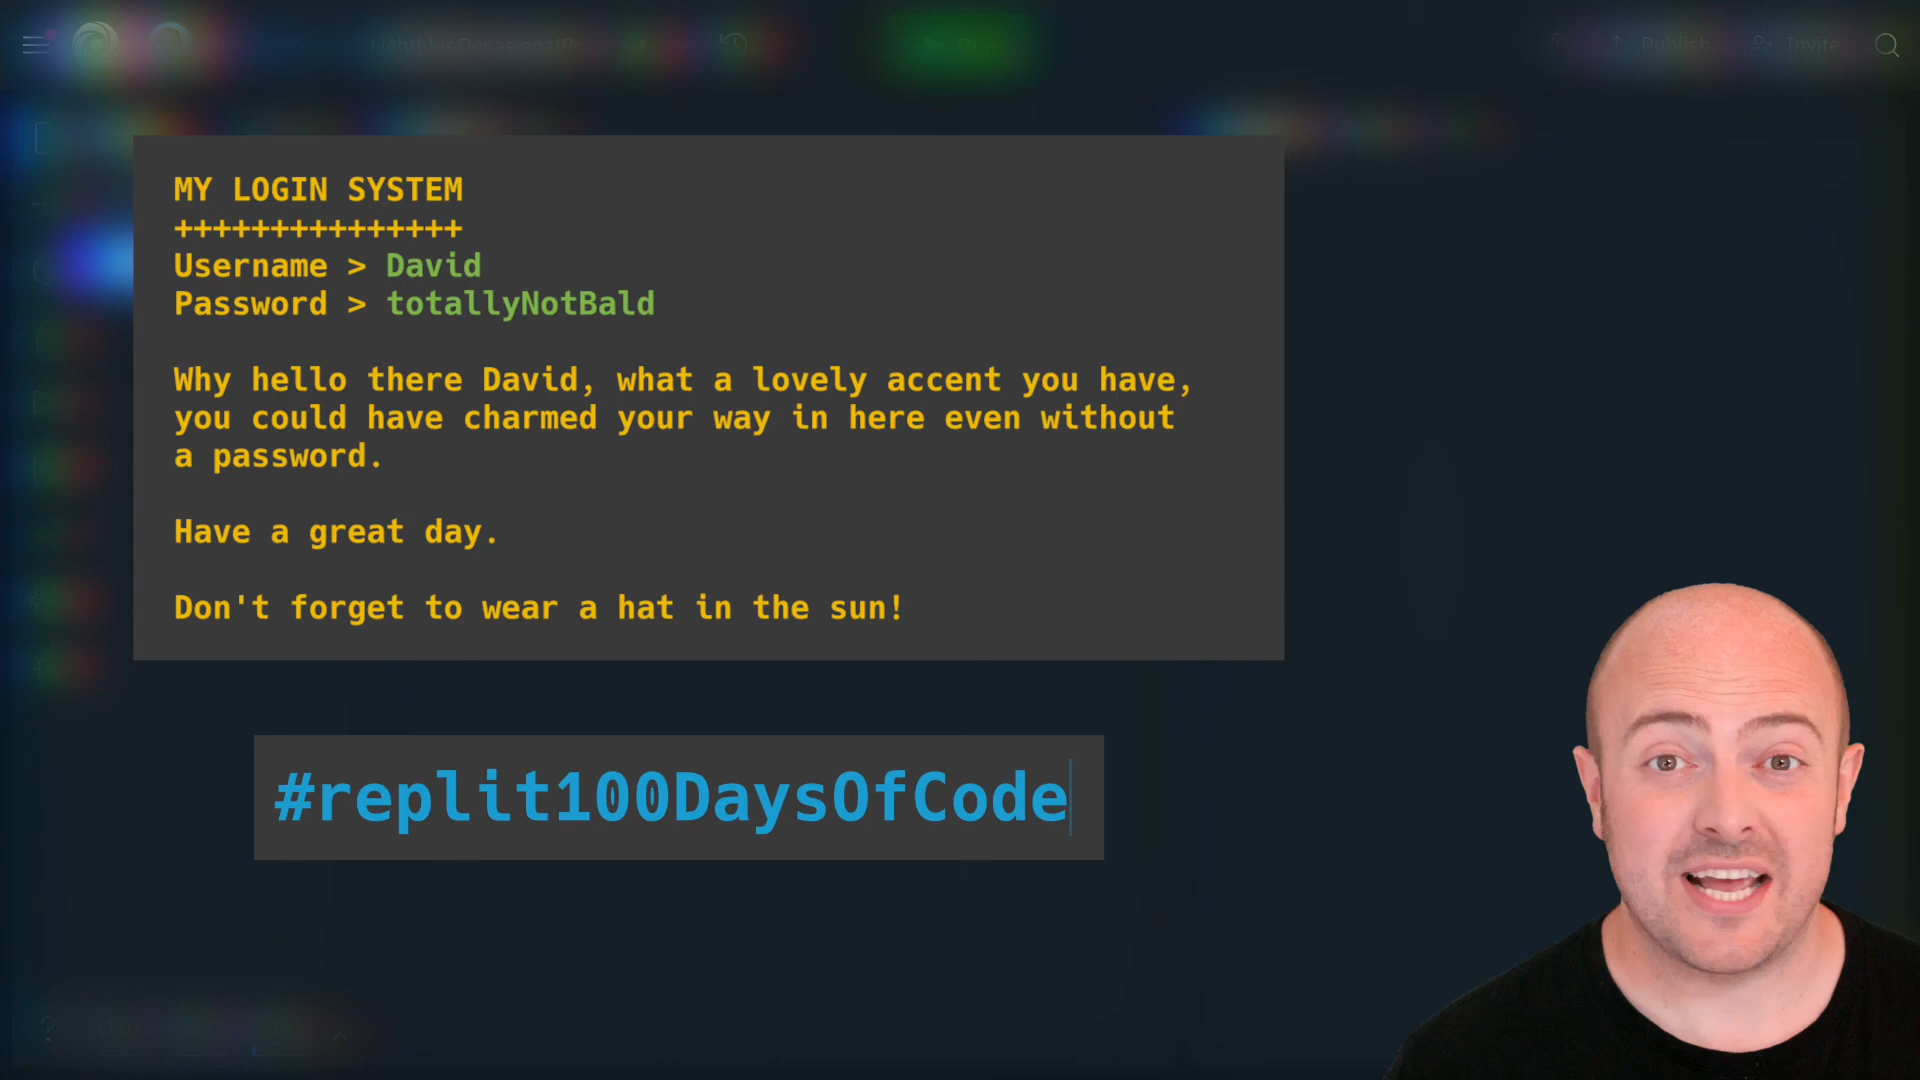 Publish
Invite
MY LOGIN SYSTEM
+++++++++++++++
Username > David
Password > totallyNotBald
Why hello there David, what a lovely accent you have,
you could have charmed your way in here even without
a password.
Have a great day.
Don't forget to wear a hat in the sun!
#replit100DaysOfCode